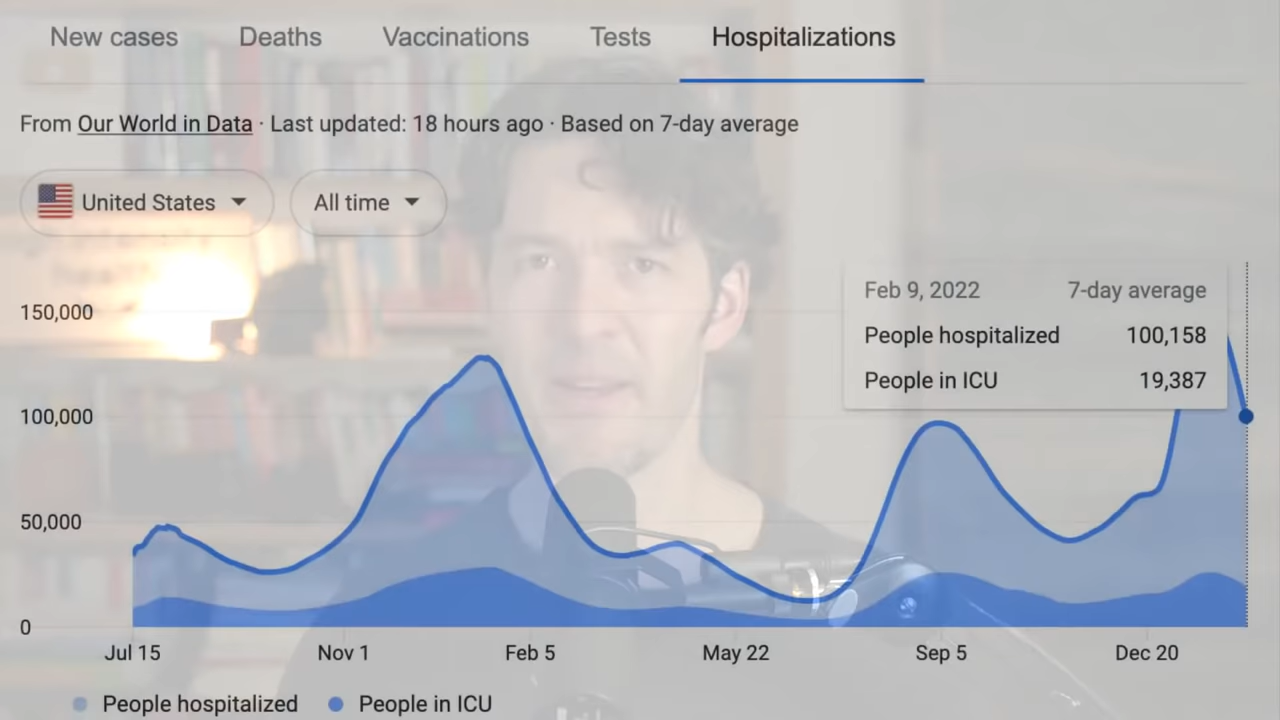 New cases Deaths Vaccinations Tests Hospitalizations
From Our World in Data · Last updated: 18 hours ago · Based on 7-day average
United States All time
Feb 9, 2022 7-day average
People hospitalized 100,158
People in ICU 19,387
150,000
100,000
50,000
0
Jul 15 Nov 1 Feb 5 May 22 Sep 5 Dec 20
People hospitalized People in ICU